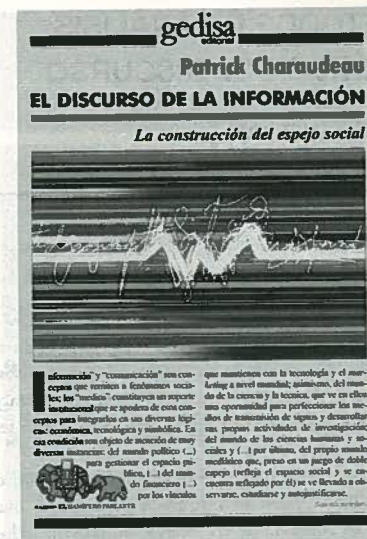 gedisa
editorial
Patrick Charaudeau
EL DISCURSO DE LA INFORMACIÓN
La construcción del espejo social
Información" y "comunicación" son con-
ceptos que remiten a fenómenos socia-
les; los "medios" constituyen un soporte
institucional que se apodera de esos con-
ceptos para integrarlos en sus diversas lógi-
cas: económica, tecnológica y simbólica. En
esa condición son objeto de atención de muy
diversas instancias: del mundo político (...)
para gestionar el espacio pú-
blico, (...) del mun-
do financiero (...)
por los vínculos
EL MAMÍFERO PARLANTE
que mantienen con la tecnología y el mar-
keting a nivel mundial; asimismo, del mun-
do de la ciencia y la técnica, que ve en ellos
una oportunidad para perfeccionar los me-
dios de transmisión de signos y desarrollar
sus propias actividades de investigación;
del mundo de las ciencias humanas y so-
ciales y (...) por último, del propio mundo
mediático que, preso en un juego de doble
espejo (refleja el espacio social y se en-
cuentra reflejado por él) se ve llevado a ob-
servarse, estudiarse y autojustificarse.